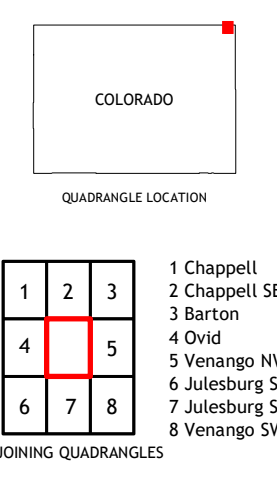 COLORADO
QUADRANGLE LOCATION
1 2 3
4 5
6 7 8
1 Chappell
2 Chappell SE
3 Barton
4 Ovid
5 Venango
6 Julesburg
7 Julesburg
8 Venango SW
JOINING QUADRANGLES